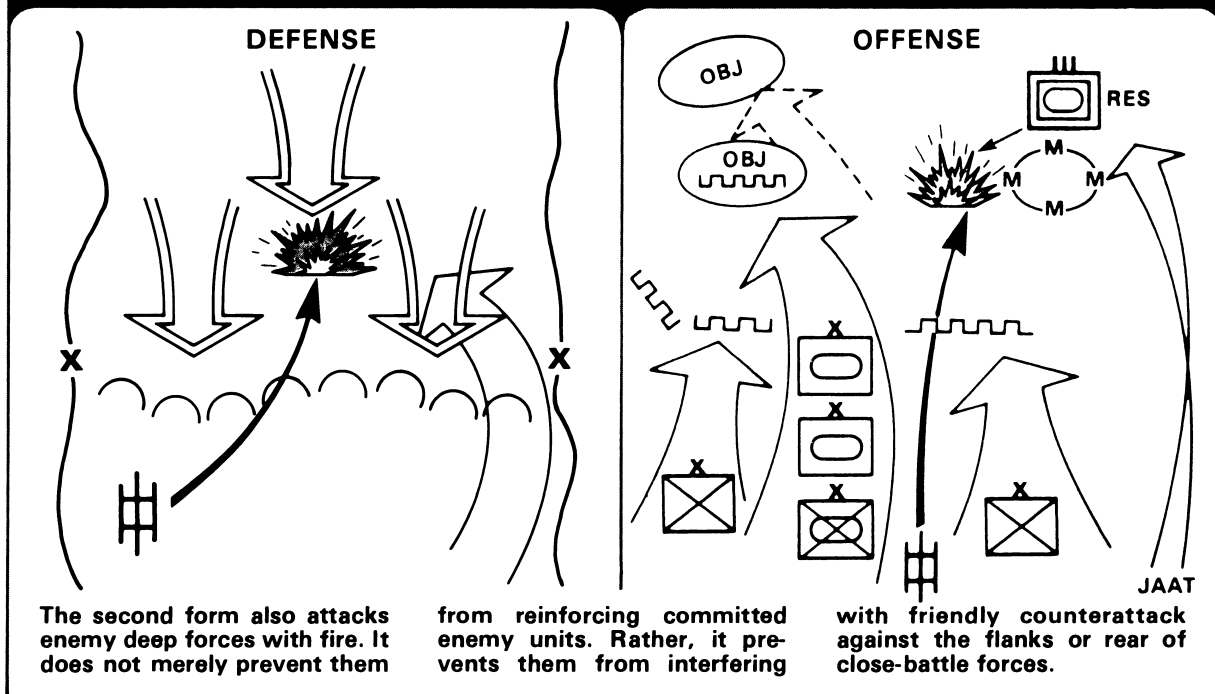 DEFENSE
X
X
OFFENSE
OBJ
OBJ
RES
M
M
M
M
X
X
X
X
X
JAAT
The second form also attacks
enemy deep forces with fire. It
does not merely prevent them
from reinforcing committed
enemy units. Rather, it pre-
vents them from interfering
with friendly counterattack
against the flanks or rear of
close-battle forces.